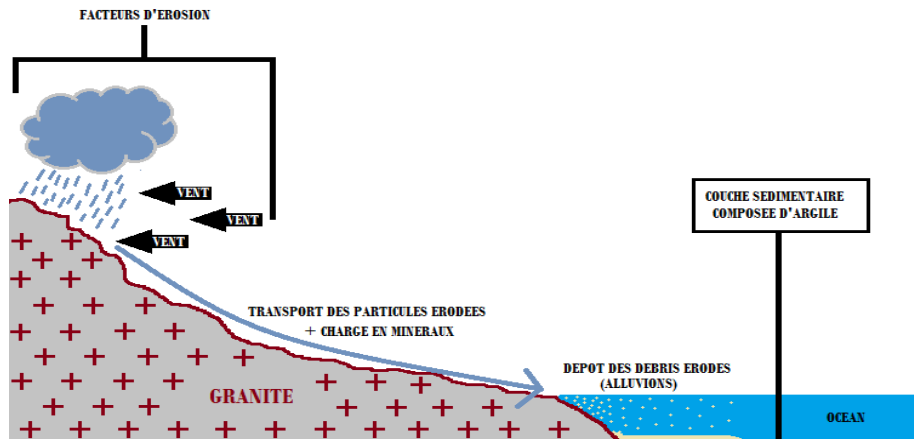 FACTEURS D'EROSION
VENT
VENT
VENT
COUCHE SEDIMENTAIRE
COMPOSEE D'ARGILE
TRANSPORT DES PARTICULES ERODEES
+ CHARGE EN MINERAUX
DEPOT DES DEBRIS ERODES
(ALLUVIONS)
GRANITE
OCEAN